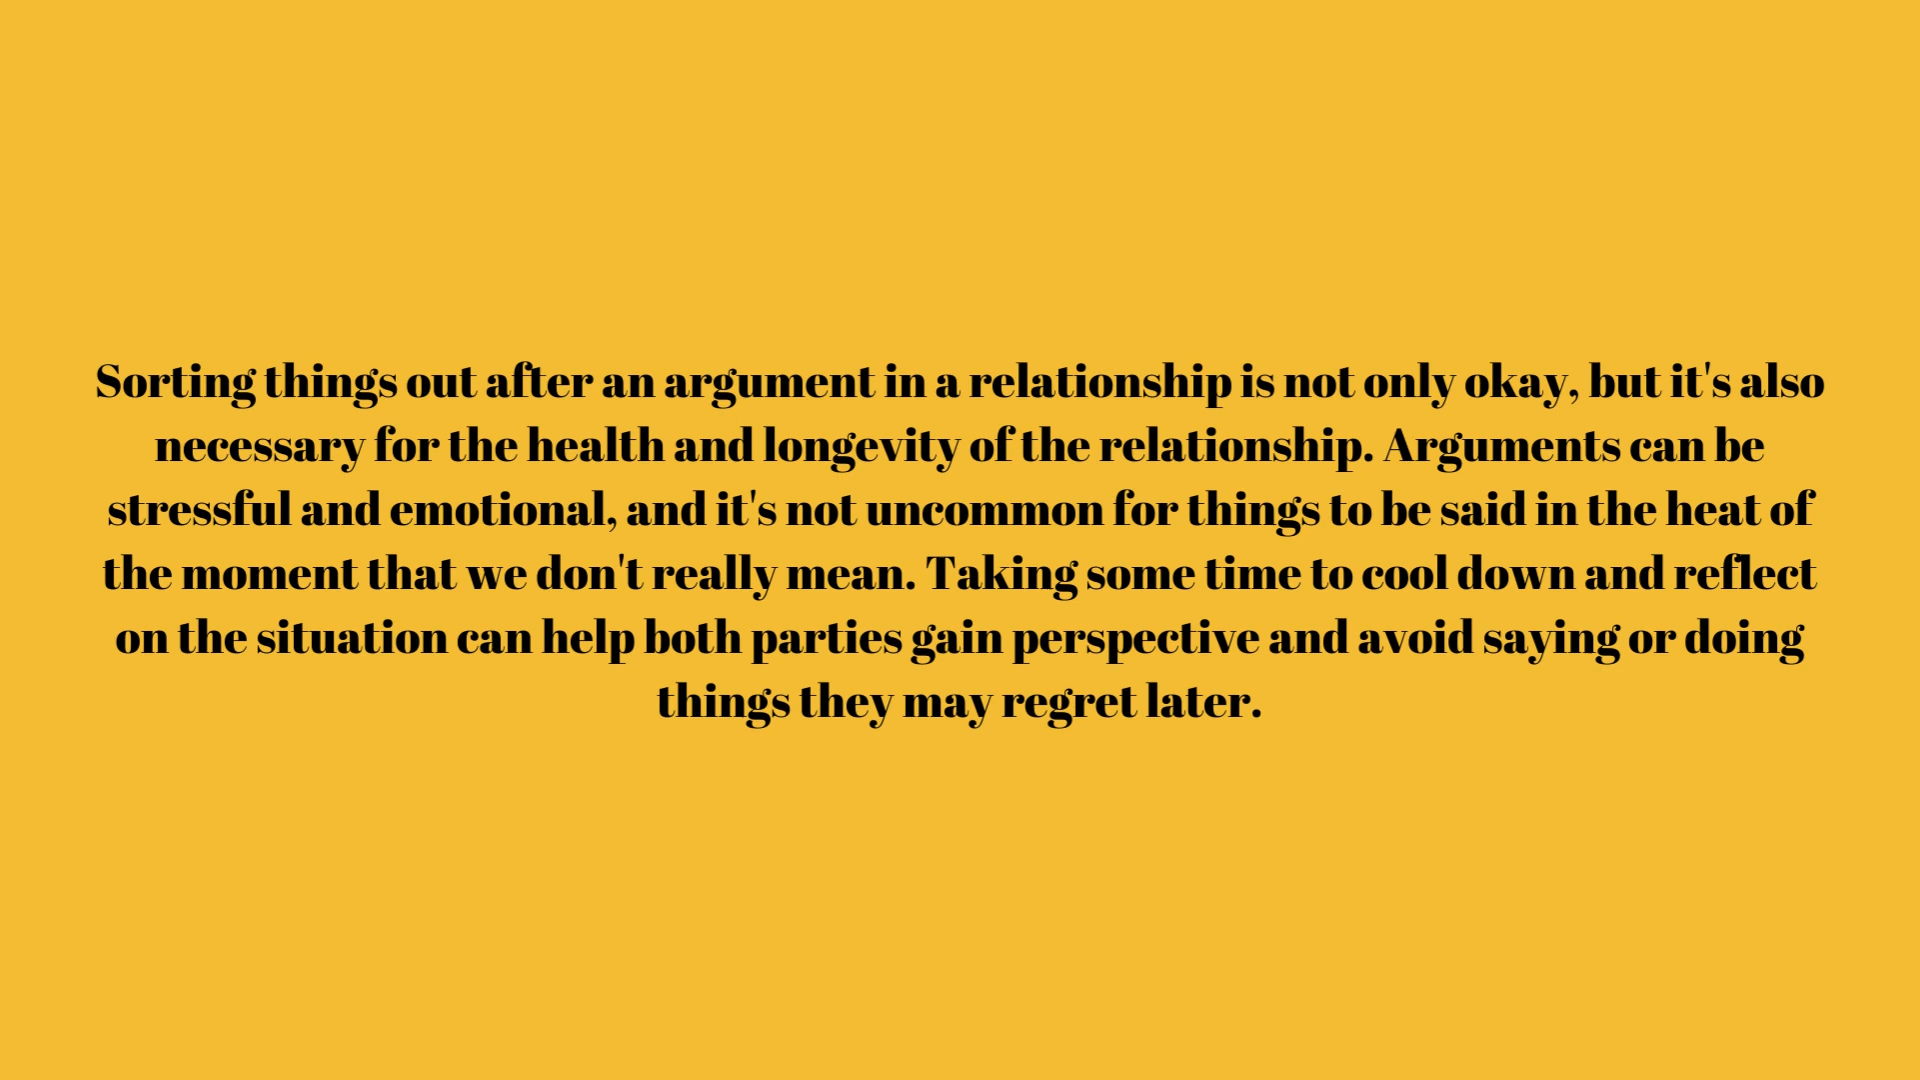 Sorting things out after an argument in a relationship is not only okay, but it's also
necessary for the health and longevity of the relationship. Arguments can be
stressful and emotional, and it's not uncommon for things to be said in the heat of
the moment that we don't really mean. Taking some time to cool down and reflect
on the situation can help both parties gain perspective and avoid saying or doing
things they may regret later.